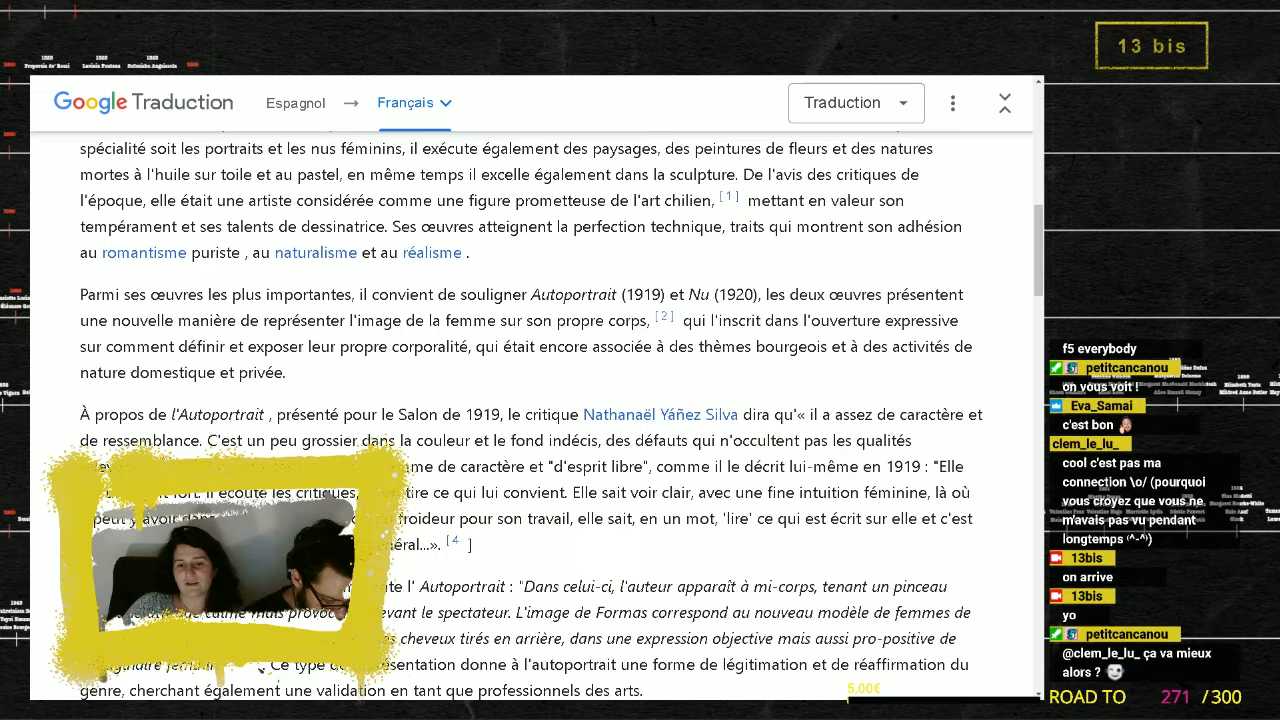 13 bis
1853
Properzia de' Rossi
Lavinia Fontana
Sofonisba Anguissola
Google Traduction
Espagnol → Français
Traduction
spécialité soit les portraits et les nus féminins, il exécute également des paysages, des peintures de fleurs et des natures
mortes à l'huile sur toile et au pastel, en même temps il excelle également dans la sculpture. De l'avis des critiques de
l'époque, elle était une artiste considérée comme une figure prometteuse de l'art chilien, [ 1 ] mettant en valeur son
tempérament et ses talents de dessinatrice. Ses œuvres atteignent la perfection technique, traits qui montrent son adhésion
au romantisme puriste , au naturalisme et au réalisme .
Parmi ses œuvres les plus importantes, il convient de souligner Autoportrait (1919) et Nu (1920), les deux œuvres présentent
une nouvelle manière de représenter l'image de la femme sur son propre corps, [ 2 ] qui l'inscrit dans l'ouverture expressive
sur comment définir et exposer leur propre corporalité, qui était encore associée à des thèmes bourgeois et à des activités de
nature domestique et privée.
À propos de l'Autoportrait , présenté pour le Salon de 1919, le critique Nathanaël Yáñez Silva dira qu'« il a assez de caractère et
de ressemblance. C'est un peu grossier dans la couleur et le fond indécis, des défauts qui n'occultent pas les qualités
me de caractère et "d'esprit libre", comme il le décrit lui-même en 1919 : "Elle
fort. Il écoute les critiques, tire ce qui lui convient. Elle sait voir clair, avec une fine intuition féminine, là où
peut y avoir froideur pour son travail, elle sait, en un mot, 'lire' ce qui est écrit sur elle et c'est
néral...». [ 4 ]
te l' Autoportrait : "Dans celui-ci, l'auteur apparaît à mi-corps, tenant un pinceau
calme mais provoc evant le spectateur. L'image de Formas correspond au nouveau modèle de femmes de
cheveux tirés en arrière, dans une expression objective mais aussi pro-positive de
Ce type de représentation donne à l'autoportrait une forme de légitimation et de réaffirmation du
genre, cherchant également une validation en tant que professionnels des arts.
f5 everybody
petitcancanou
on vous voit !
Eva_Samai
c'est bon
clem_le_lu_
cool c'est pas ma
connection \o/ (pourquoi
vous croyez que vous ne
m'avais pas vu pendant
longtemps (^-^)
13bis
on arrive
13bis
yo
petitcancanou
@clem_le_lu_ ça va mieux
alors ?
5,00€
ROAD TO 271 / 300